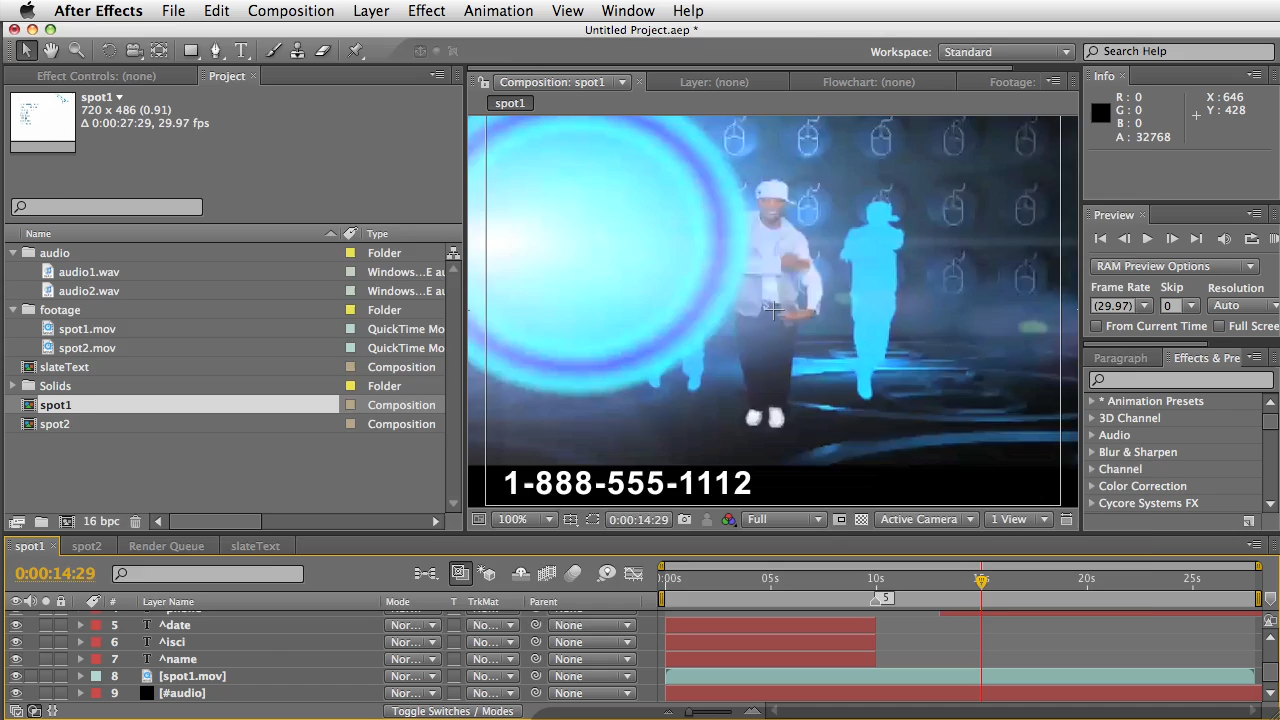 After Effects File Edit Composition Layer Effect Animation View Window Help
Untitled Project.aep *
Workspace: Standard Search Help
Effect Controls: (none) Project
spot1
720 x 486 (0.91)
Δ 0:00:27:29, 29.97 fps
Name Type
audio Folder
audio1.wav Windows...E au
audio2.wav Windows...E au
footage Folder
spot1.mov QuickTime Mo
spot2.mov QuickTime Mo
slateText Composition
Solids Folder
spot1 Composition
spot2 Composition
16 bpc
Composition: spot1 Layer: (none) Flowchart: (none) Footage:
spot1
1-888-555-1112
100% 0:00:14:29 Full Active Camera 1 View
Info
R: 0 X: 646
G: 0 Y: 428
B: 0
A: 32768
Preview
RAM Preview Options
Frame Rate Skip Resolution
(29.97) 0 Auto
From Current Time Full Scree
Paragraph Effects & Pre
* Animation Presets
3D Channel
Audio
Blur & Sharpen
Channel
Color Correction
Cycore Systems FX
spot1 spot2 Render Queue slateText
0:00:14:29
:00s 05s 10s 15s 20s 25s
# Layer Name Mode T TrkMat Parent
5
5 T ^date Nor... No... None
6 T ^isci Nor... No... None
7 T ^name Nor... No... None
8 [spot1.mov] Nor... No... None
9 [#audio] Nor... No... None
Toggle Switches / Modes